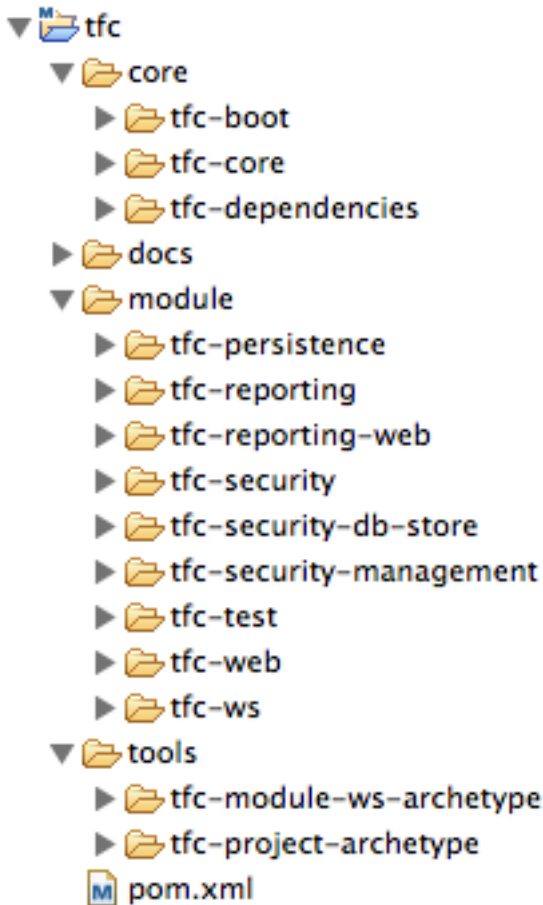 tfc
core
tfc-boot
tfc-core
tfc-dependencies
docs
module
tfc-persistence
tfc-reporting
tfc-reporting-web
tfc-security
tfc-security-db-store
tfc-security-management
tfc-test
tfc-web
tfc-ws
tools
tfc-module-ws-archetype
tfc-project-archetype
pom.xml